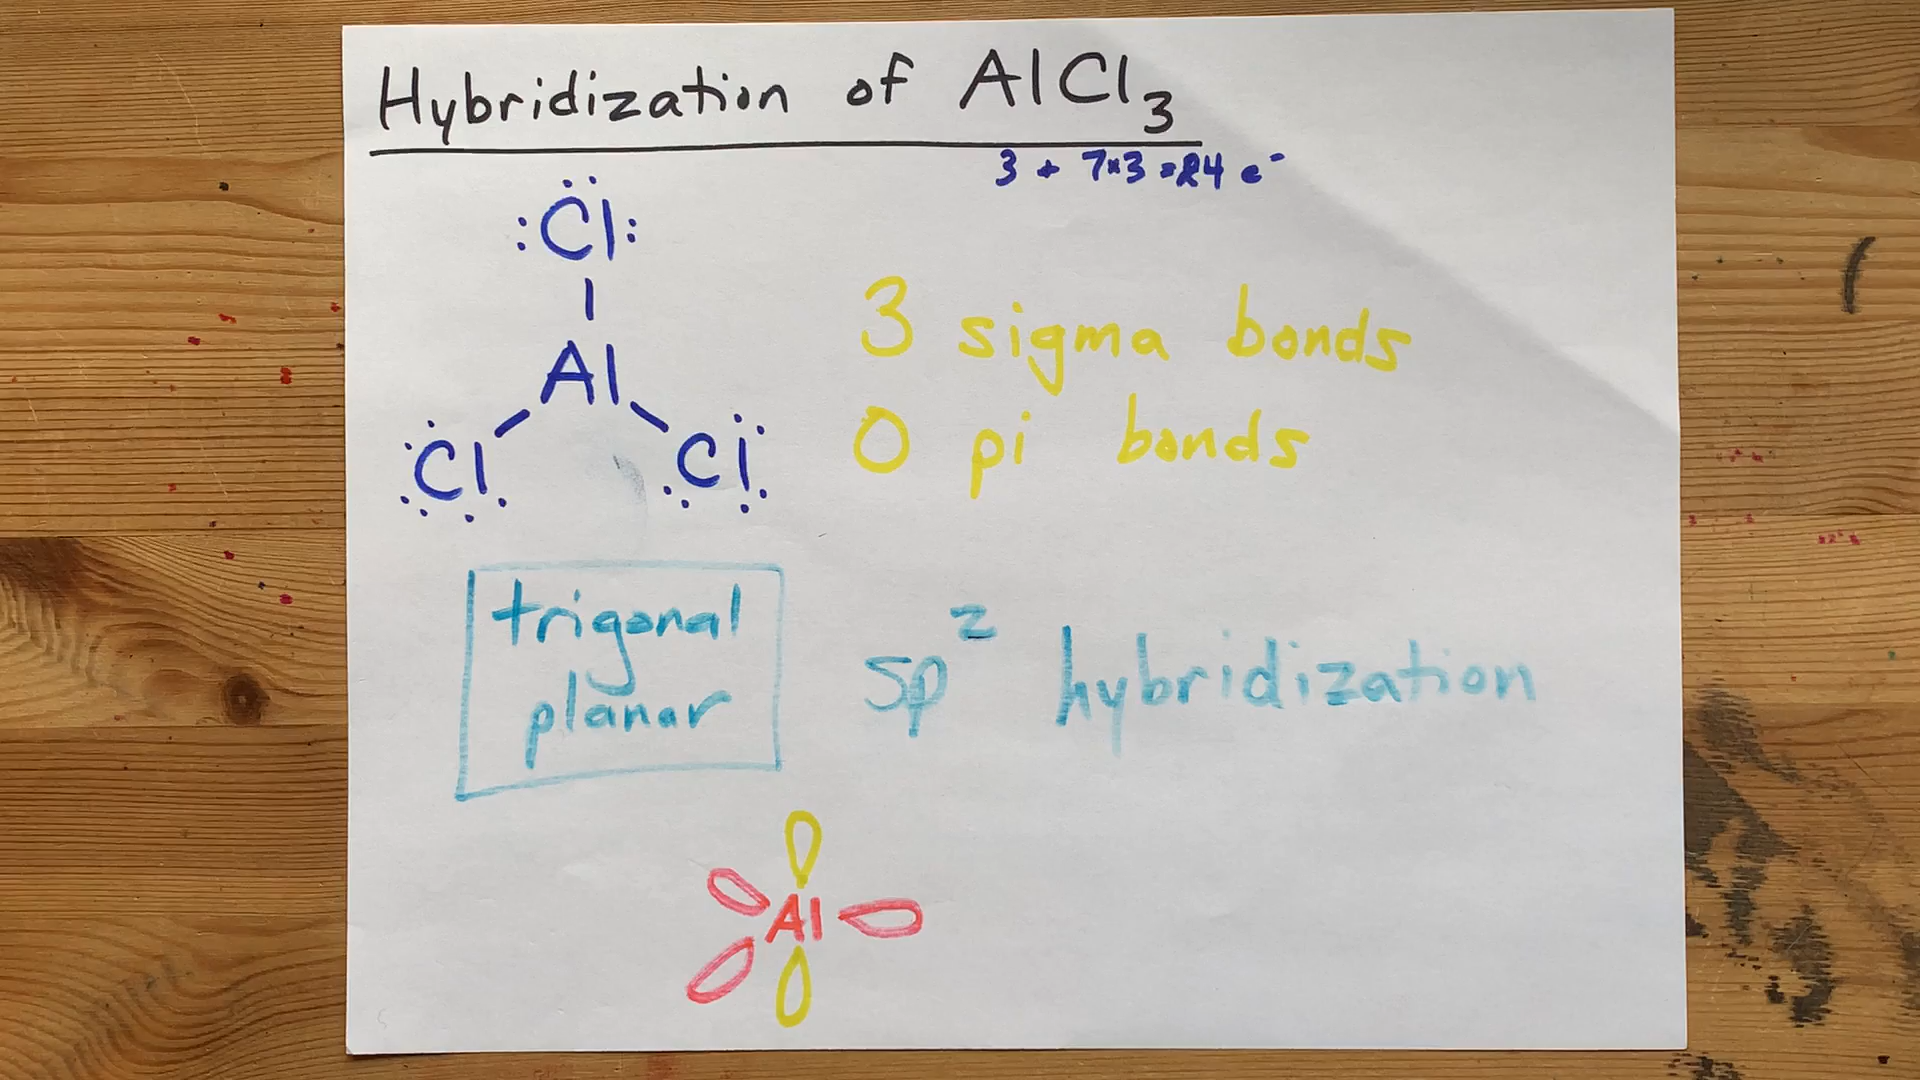 Hybridization of AlCl₃
3 + 7×3 = 24 e⁻
:Cl:
Al
Cl Cl
3 sigma bonds
0 pi bonds
trigonal
planar
sp² hybridization
Al